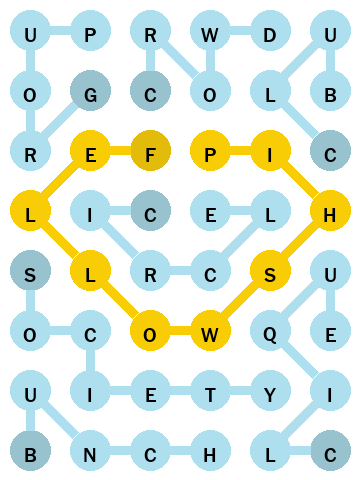 U P R W D U
O G C O L B
R E F P I C
L I C E L H
S L R C S U
O C O W Q E
U I E T Y I
B N C H L C